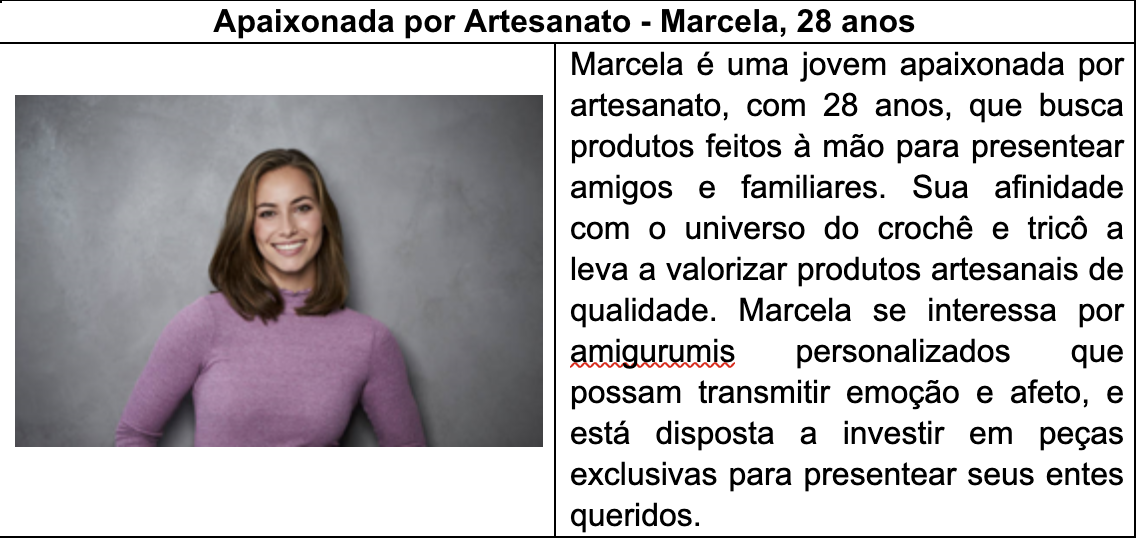 Apaixonada por Artesanato - Marcela, 28 anos
Marcela é uma jovem apaixonada por
artesanato, com 28 anos, que busca
produtos feitos à mão para presentear
amigos e familiares. Sua afinidade
com o universo do crochê e tricô a
leva a valorizar produtos artesanais de
qualidade. Marcela se interessa por
amigurumis personalizados que
possam transmitir emoção e afeto, e
está disposta a investir em peças
exclusivas para presentear seus entes
queridos.